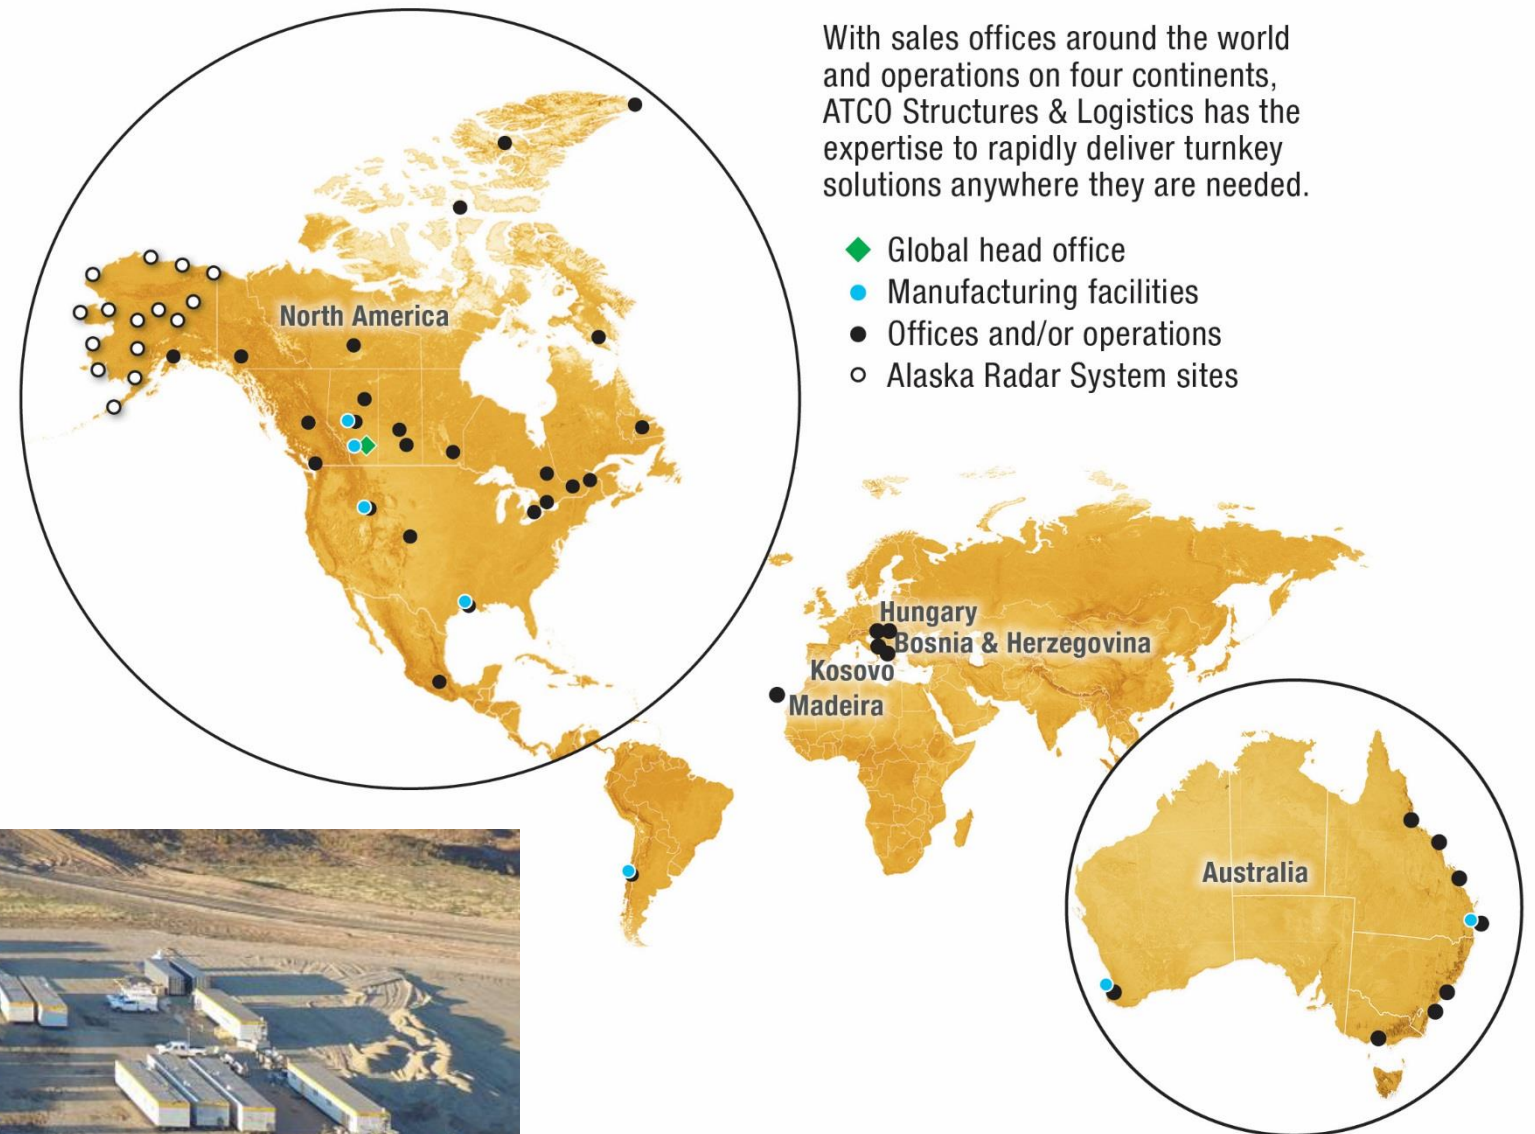 With sales offices around the world
and operations on four continents,
ATCO Structures & Logistics has the
expertise to rapidly deliver turnkey
solutions anywhere they are needed.
Global head office
Manufacturing facilities
Offices and/or operations
Alaska Radar System sites
North America
Hungary
Bosnia & Herzegovina
Kosovo
Madeira
Australia